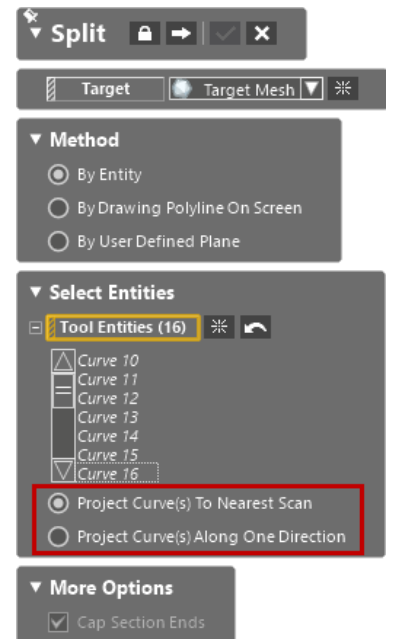 Split
Target Target Mesh
Method
By Entity
By Drawing Polyline On Screen
By User Defined Plane
Select Entities
Tool Entities (16)
Curve 10
Curve 11
Curve 12
Curve 13
Curve 14
Curve 15
Curve 16
Project Curve(s) To Nearest Scan
Project Curve(s) Along One Direction
More Options
Cap Section Ends